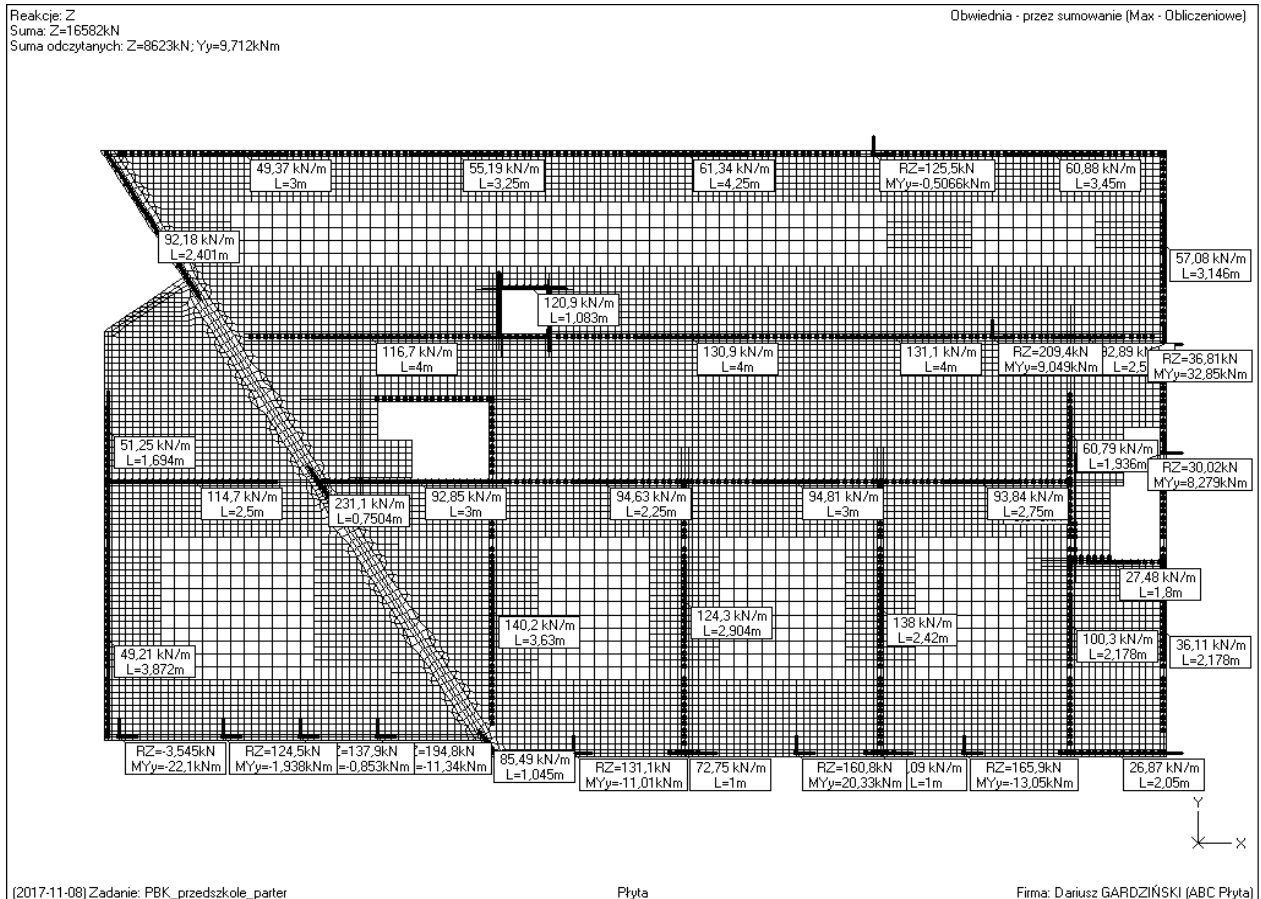 Reakcje: Z
Suma: Z=16582kN
Suma odczytanych: Z=8623kN; Yy=9,712kNm
Obwiednia - przez sumowanie (Max - Obliczeniowe)
49,37 kN/m
L=3m
55,19 kN/m
L=3,25m
61,34 kN/m
L=4,25m
RZ=125,5kN
MYy=-0,5066kNm
60,88 kN/m
L=3,45m
92,18 kN/m
L=2,401m
57,08 kN/m
L=3,146m
120,9 kN/m
L=1,083m
116,7 kN/m
L=4m
130,9 kN/m
L=4m
131,1 kN/m
L=4m
RZ=209,4kN
MYy=9,049kNm
RZ=36,81kN
MYy=32,85kNm
51,25 kN/m
L=1,694m
60,79 kN/m
L=1,936m
RZ=30,02kN
MYy=8,279kNm
114,7 kN/m
L=2,5m
231,1 kN/m
L=0,7504m
92,85 kN/m
L=3m
94,63 kN/m
L=2,25m
94,81 kN/m
L=3m
93,84 kN/m
L=2,75m
27,48 kN/m
L=1,8m
49,21 kN/m
L=3,872m
140,2 kN/m
L=3,63m
124,3 kN/m
L=2,904m
138 kN/m
L=2,42m
100,3 kN/m
L=2,178m
36,11 kN/m
L=2,178m
RZ=-3,545kN
MYy=-22,1kNm
RZ=124,5kN
MYy=-1,938kNm
Z=137,9kN
=-0,853kNm
Z=194,8kN
=-11,34kNm
85,49 kN/m
L=1,045m
RZ=131,1kN
MYy=-11,01kNm
72,75 kN/m
L=1m
RZ=160,8kN
MYy=20,33kNm
,09 kN/m
L=1m
RZ=165,9kN
MYy=-13,05kNm
26,87 kN/m
L=2,05m
Y
X
(2017-11-08) Zadanie: PBK_przedszkole_parter
Płyta
Firma: Dariusz GARDZIŃSKI (ABC Płyta)